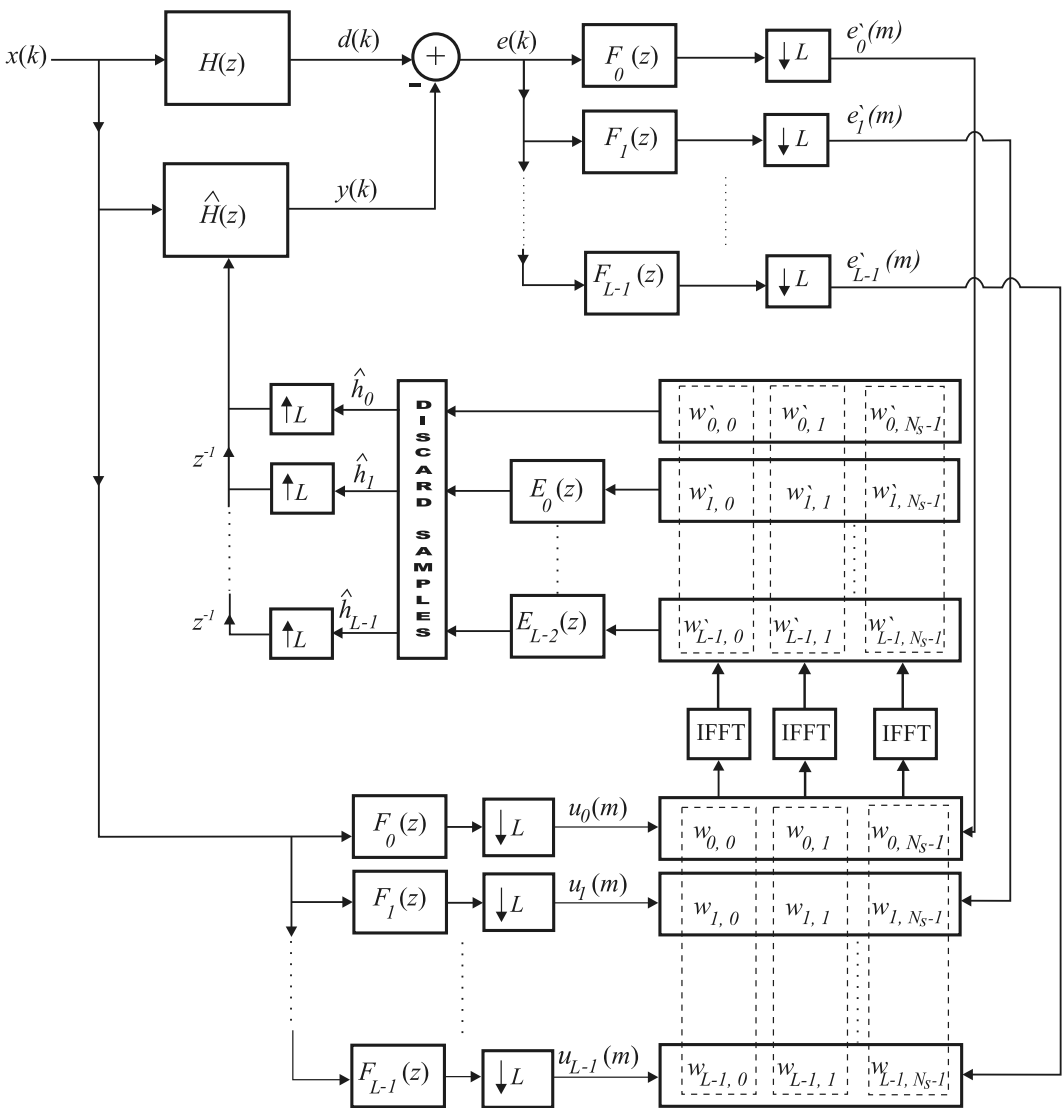 x(k) H(z) d(k) + e(k) F_0(z) ↓L e`_0(m)
-
F_1(z) ↓L e`_1(m)
Ĥ(z) y(k)
F_{L-1}(z) ↓L e`_{L-1}(m)
↑L ĥ_0 DISCARD SAMPLES w`_{0,0} w`_{0,1} w`_{0,N_s-1}
z^{-1}
↑L ĥ_1 E_0(z) w`_{1,0} w`_{1,1} w`_{1,N_s-1}
z^{-1} ↑L ĥ_{L-1} E_{L-2}(z) w`_{L-1,0} w`_{L-1,1} w`_{L-1,N_s-1}
IFFT IFFT IFFT
F_0(z) ↓L u_0(m) w_{0,0} w_{0,1} w_{0,N_s-1}
F_1(z) ↓L u_1(m) w_{1,0} w_{1,1} w_{1,N_s-1}
F_{L-1}(z) ↓L u_{L-1}(m) w_{L-1,0} w_{L-1,1} w_{L-1,N_s-1}